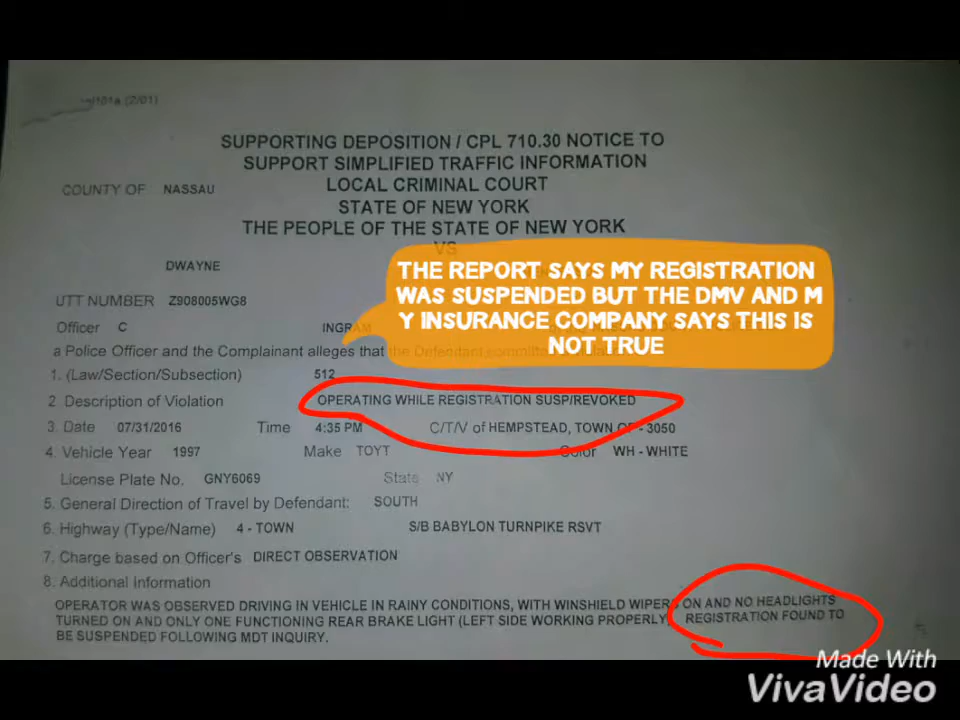 101a (2/01)
SUPPORTING DEPOSITION / CPL 710.30 NOTICE TO
SUPPORT SIMPLIFIED TRAFFIC INFORMATION
LOCAL CRIMINAL COURT
COUNTY OF NASSAU
STATE OF NEW YORK
THE PEOPLE OF THE STATE OF NEW YORK
VS
DWAYNE
THE REPORT SAYS MY REGISTRATION
WAS SUSPENDED BUT THE DMV AND M
Y INSURANCE COMPANY SAYS THIS IS
NOT TRUE
UTT NUMBER Z908005WG8
Officer C INGRAM
a Police Officer and the Complainant alleges that the Defendant committed
1. (Law/Section/Subsection) 512
2 Description of Violation OPERATING WHILE REGISTRATION SUSP/REVOKED
3. Date 07/31/2016 Time 4:35 PM C/T/V of HEMPSTEAD, TOWN OF - 3050
4. Vehicle Year 1997 Make TOYT Color WH - WHITE
License Plate No. GNY6069 State NY
5. General Direction of Travel by Defendant: SOUTH
6. Highway (Type/Name) 4 - TOWN S/B BABYLON TURNPIKE RSVT
7. Charge based on Officer's DIRECT OBSERVATION
8. Additional Information
OPERATOR WAS OBSERVED DRIVING IN VEHICLE IN RAINY CONDITIONS, WITH WINSHIELD WIPERS ON AND NO HEADLIGHTS
TURNED ON AND ONLY ONE FUNCTIONING REAR BRAKE LIGHT (LEFT SIDE WORKING PROPERLY) REGISTRATION FOUND TO
BE SUSPENDED FOLLOWING MDT INQUIRY.
Made With
VivaVideo